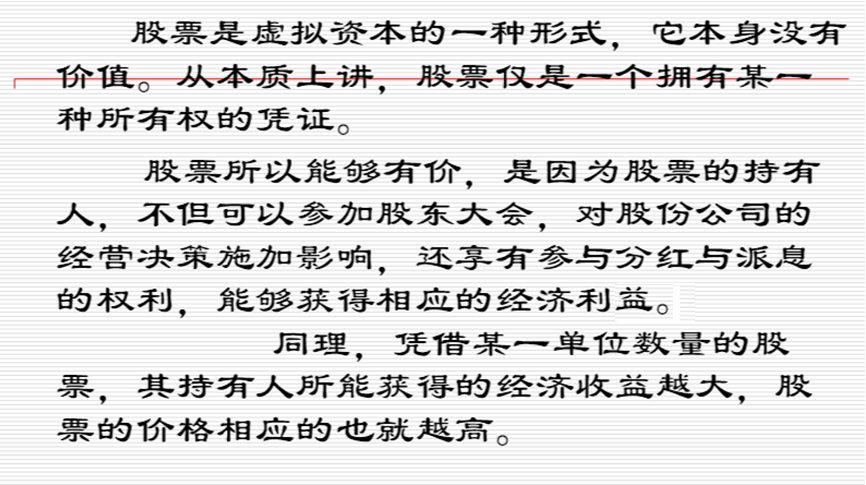 股票是虚拟资本的一种形式，它本身没有
价值。从本质上讲，股票仅是一个拥有某一
种所有权的凭证。
股票所以能够有价，是因为股票的持有
人，不但可以参加股东大会，对股份公司的
经营决策施加影响，还享有参与分红与派息
的权利，能够获得相应的经济利益。
同理，凭借某一单位数量的股
票，其持有人所能获得的经济收益越大，股
票的价格相应的也就越高。